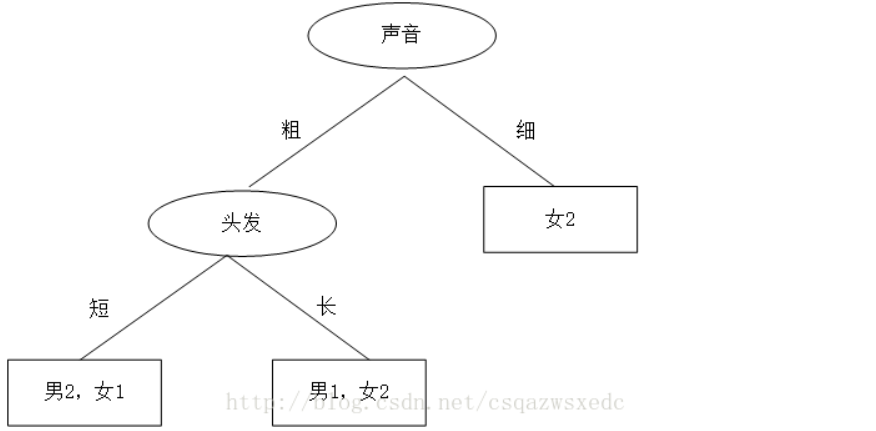 声音
粗
细
头发
女2
短
长
男2，女1
男1，女2
http://blog.csdn.net/csqazwsxedc